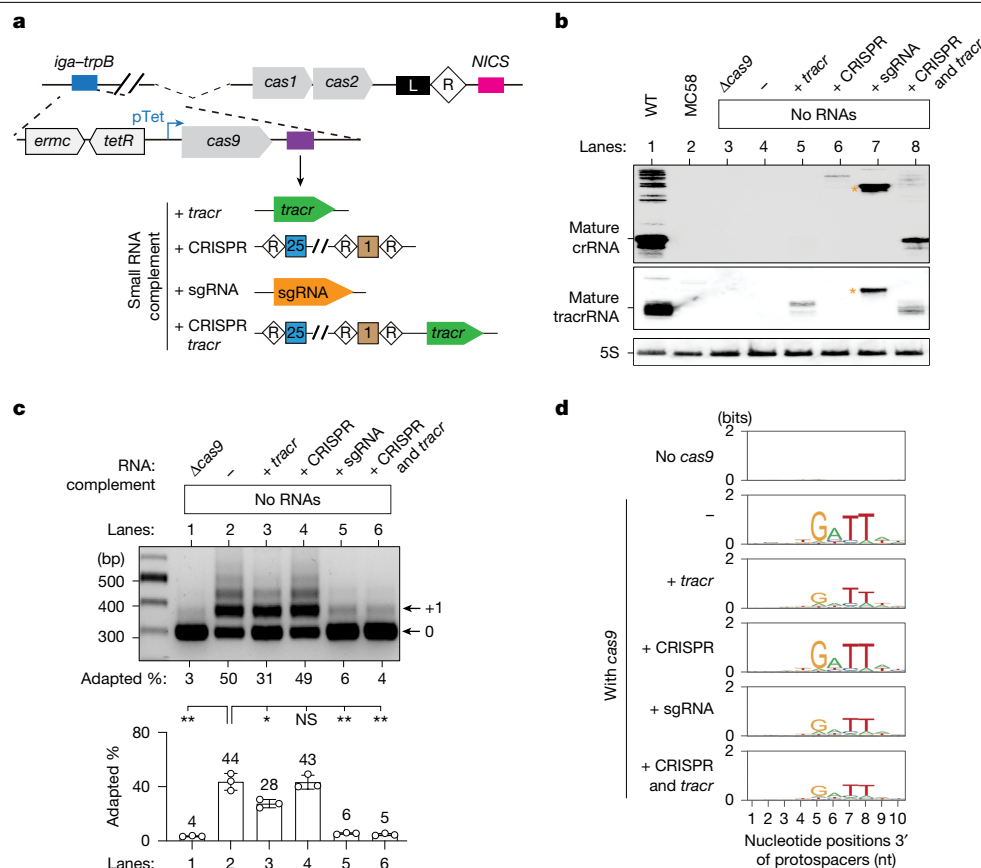 a
iga–trpB
NICS
cas1
cas2
L
R
pTet
ermc
tetR
cas9
Small RNA
complement
+ tracr
tracr
+ CRISPR
R 25 R 1 R
+ sgRNA
sgRNA
+ CRISPR
tracr
R 25 R 1 R
tracr
b
WT
MC58
Δcas9
–
+ tracr
+ CRISPR
+ sgRNA
+ CRISPR
and tracr
No RNAs
Lanes: 1 2 3 4 5 6 7 8
*
Mature
crRNA
*
Mature
tracrRNA
5S
c
RNA:
complement
Δcas9
–
+ tracr
+ CRISPR
+ sgRNA
+ CRISPR
and tracr
No RNAs
Lanes: 1 2 3 4 5 6
(bp)
500
400
300
+1
0
Adapted %: 3 50 31 49 6 4
** * NS ** **
Adapted %
80
40
0
4 44 28 43 6 5
Lanes: 1 2 3 4 5 6
d
(bits)
No cas9
2
0
With cas9
–
2
0
GATT
+ tracr
2
0
G TT
+ CRISPR
2
0
GATT
+ sgRNA
2
0
G TT
+ CRISPR
and tracr
2
0
G TT
1 2 3 4 5 6 7 8 9 10
Nucleotide positions 3′
of protospacers (nt)